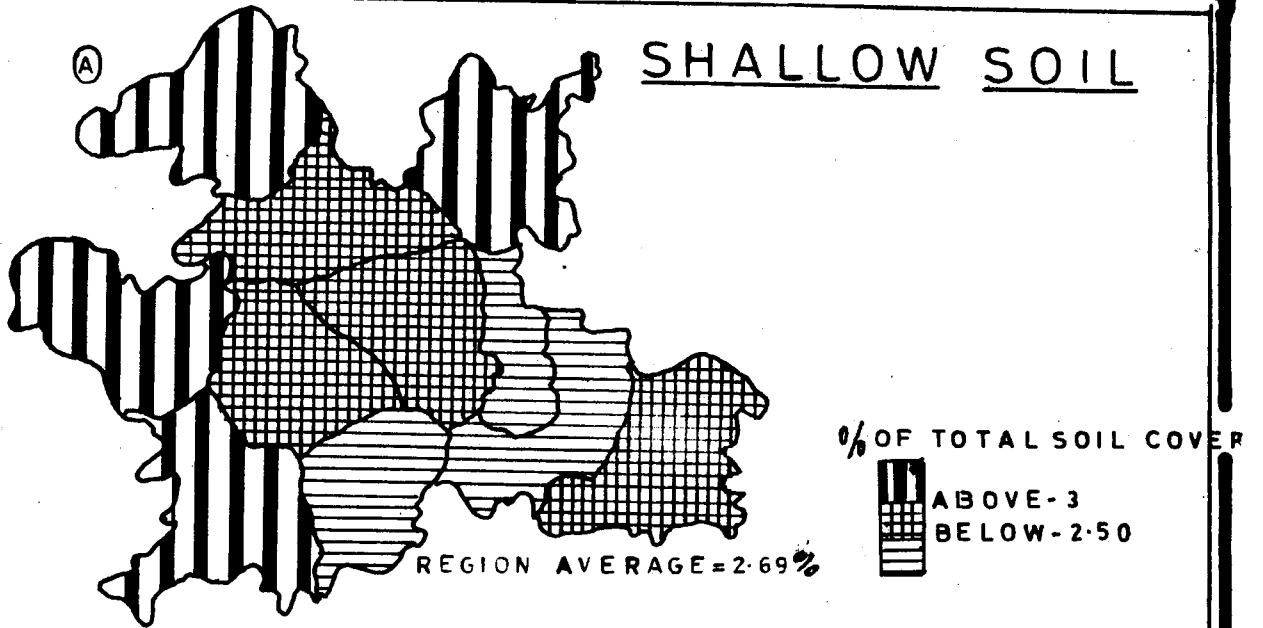 A
SHALLOW SOIL
% OF TOTAL SOIL COVER
ABOVE-3
BELOW-2·50
REGION AVERAGE=2·69%